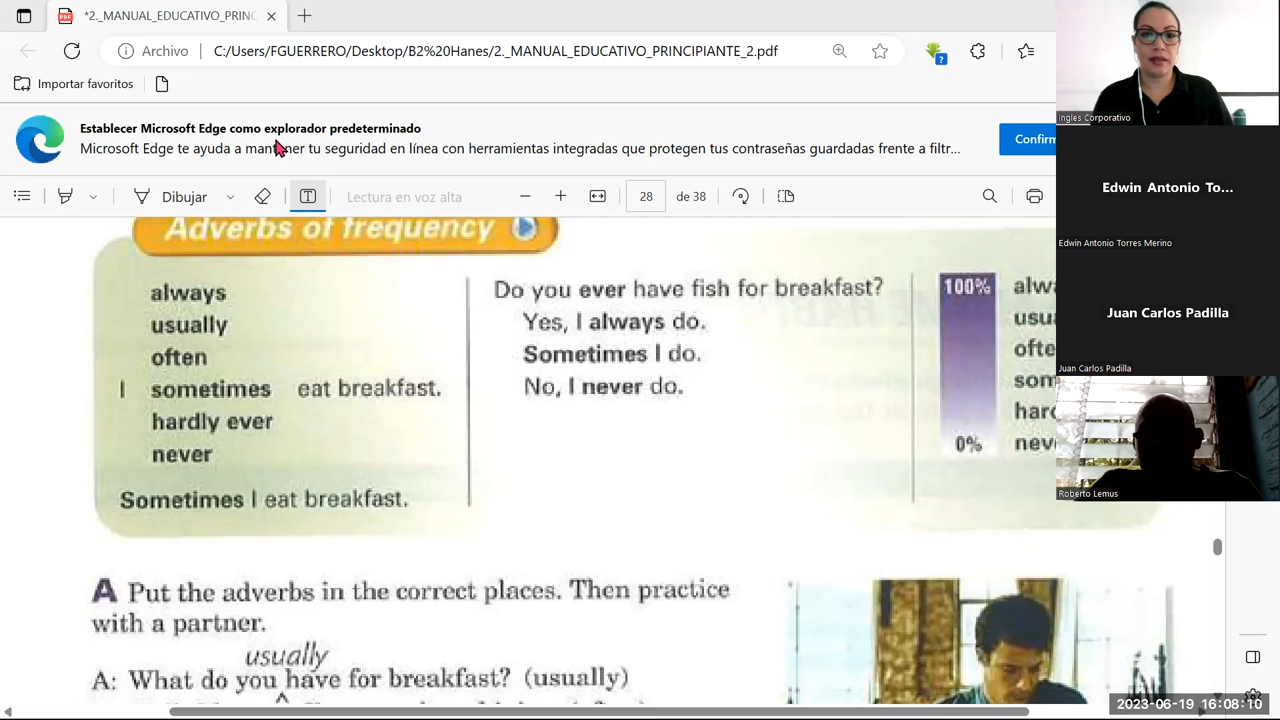 *2._MANUAL_EDUCATIVO_PRINC
Archivo
C:/Users/FGUERRERO/Desktop/B2%20Hanes/2._MANUAL_EDUCATIVO_PRINCIPIANTE_2.pdf
Importar favoritos
Establecer Microsoft Edge como explorador predeterminado
Microsoft Edge te ayuda a mantener tu seguridad en línea con herramientas integradas que protegen tus contraseñas guardadas frente a filtr...
Confirm
Dibujar
Lectura en voz alta
28 de 38
Adverbs of frequency
always
usually
often
I sometimes eat breakfast.
hardly ever
never
Sometimes I eat breakfast.
Do you ever have fish for breakfast?
Yes, I always do.
Sometimes I do.
No, I never do.
100%
0%
alwa
usu
ofte
som
hard
neve
A Put the adverbs in the correct places. Then practice
with a partner.
usually
A: What do you have for breakfast? (usually)
Ingles Corporativo
Edwin Antonio To...
Edwin Antonio Torres Merino
Juan Carlos Padilla
Juan Carlos Padilla
Roberto Lemus
2023-06-19 16:08:10